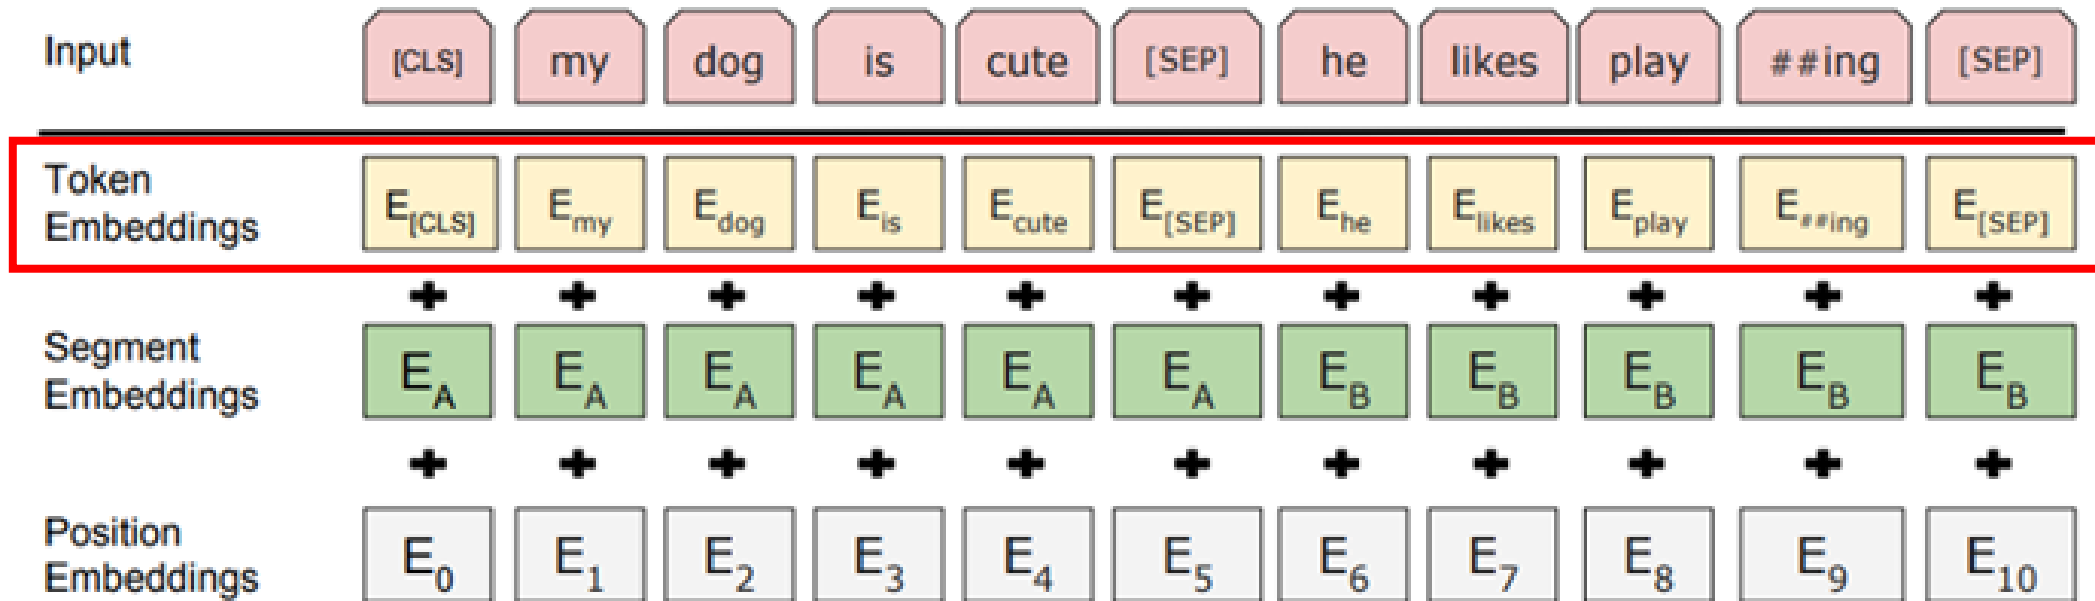 Input [CLS] my dog is cute [SEP] he likes play ##ing [SEP]
Token
Embeddings E[CLS] Emy Edog Eis Ecute E[SEP] Ehe Elikes Eplay E##ing E[SEP]
+ + + + + + + + + + +
Segment
Embeddings EA EA EA EA EA EA EB EB EB EB EB
+ + + + + + + + + + +
Position
Embeddings E0 E1 E2 E3 E4 E5 E6 E7 E8 E9 E10